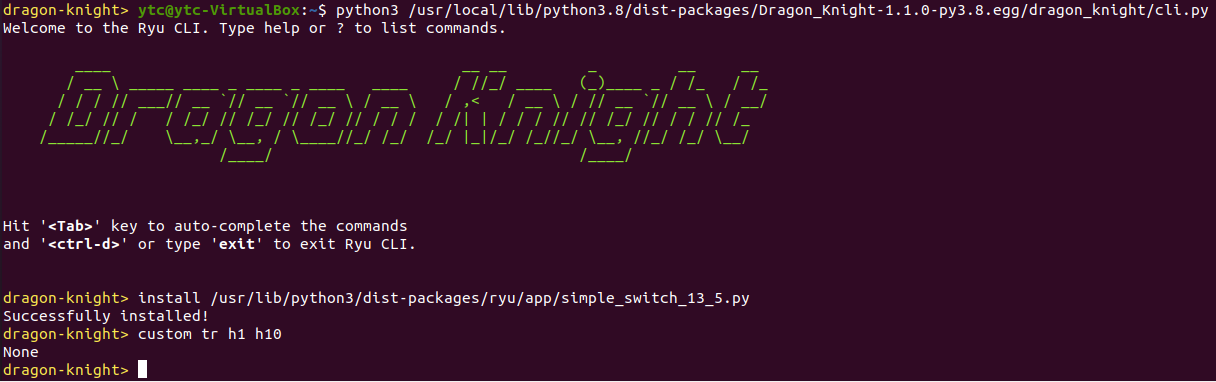 dragon-knight> ytc@ytc-VirtualBox:~$ python3 /usr/local/lib/python3.8/dist-packages/Dragon_Knight-1.1.0-py3.8.egg/dragon_knight/cli.py
Welcome to the Ryu CLI. Type help or ? to list commands.
Dragon Knight
Hit '<Tab>' key to auto-complete the commands
and '<ctrl-d>' or type 'exit' to exit Ryu CLI.
dragon-knight> install /usr/lib/python3/dist-packages/ryu/app/simple_switch_13_5.py
Successfully installed!
dragon-knight> custom tr h1 h10
None
dragon-knight>